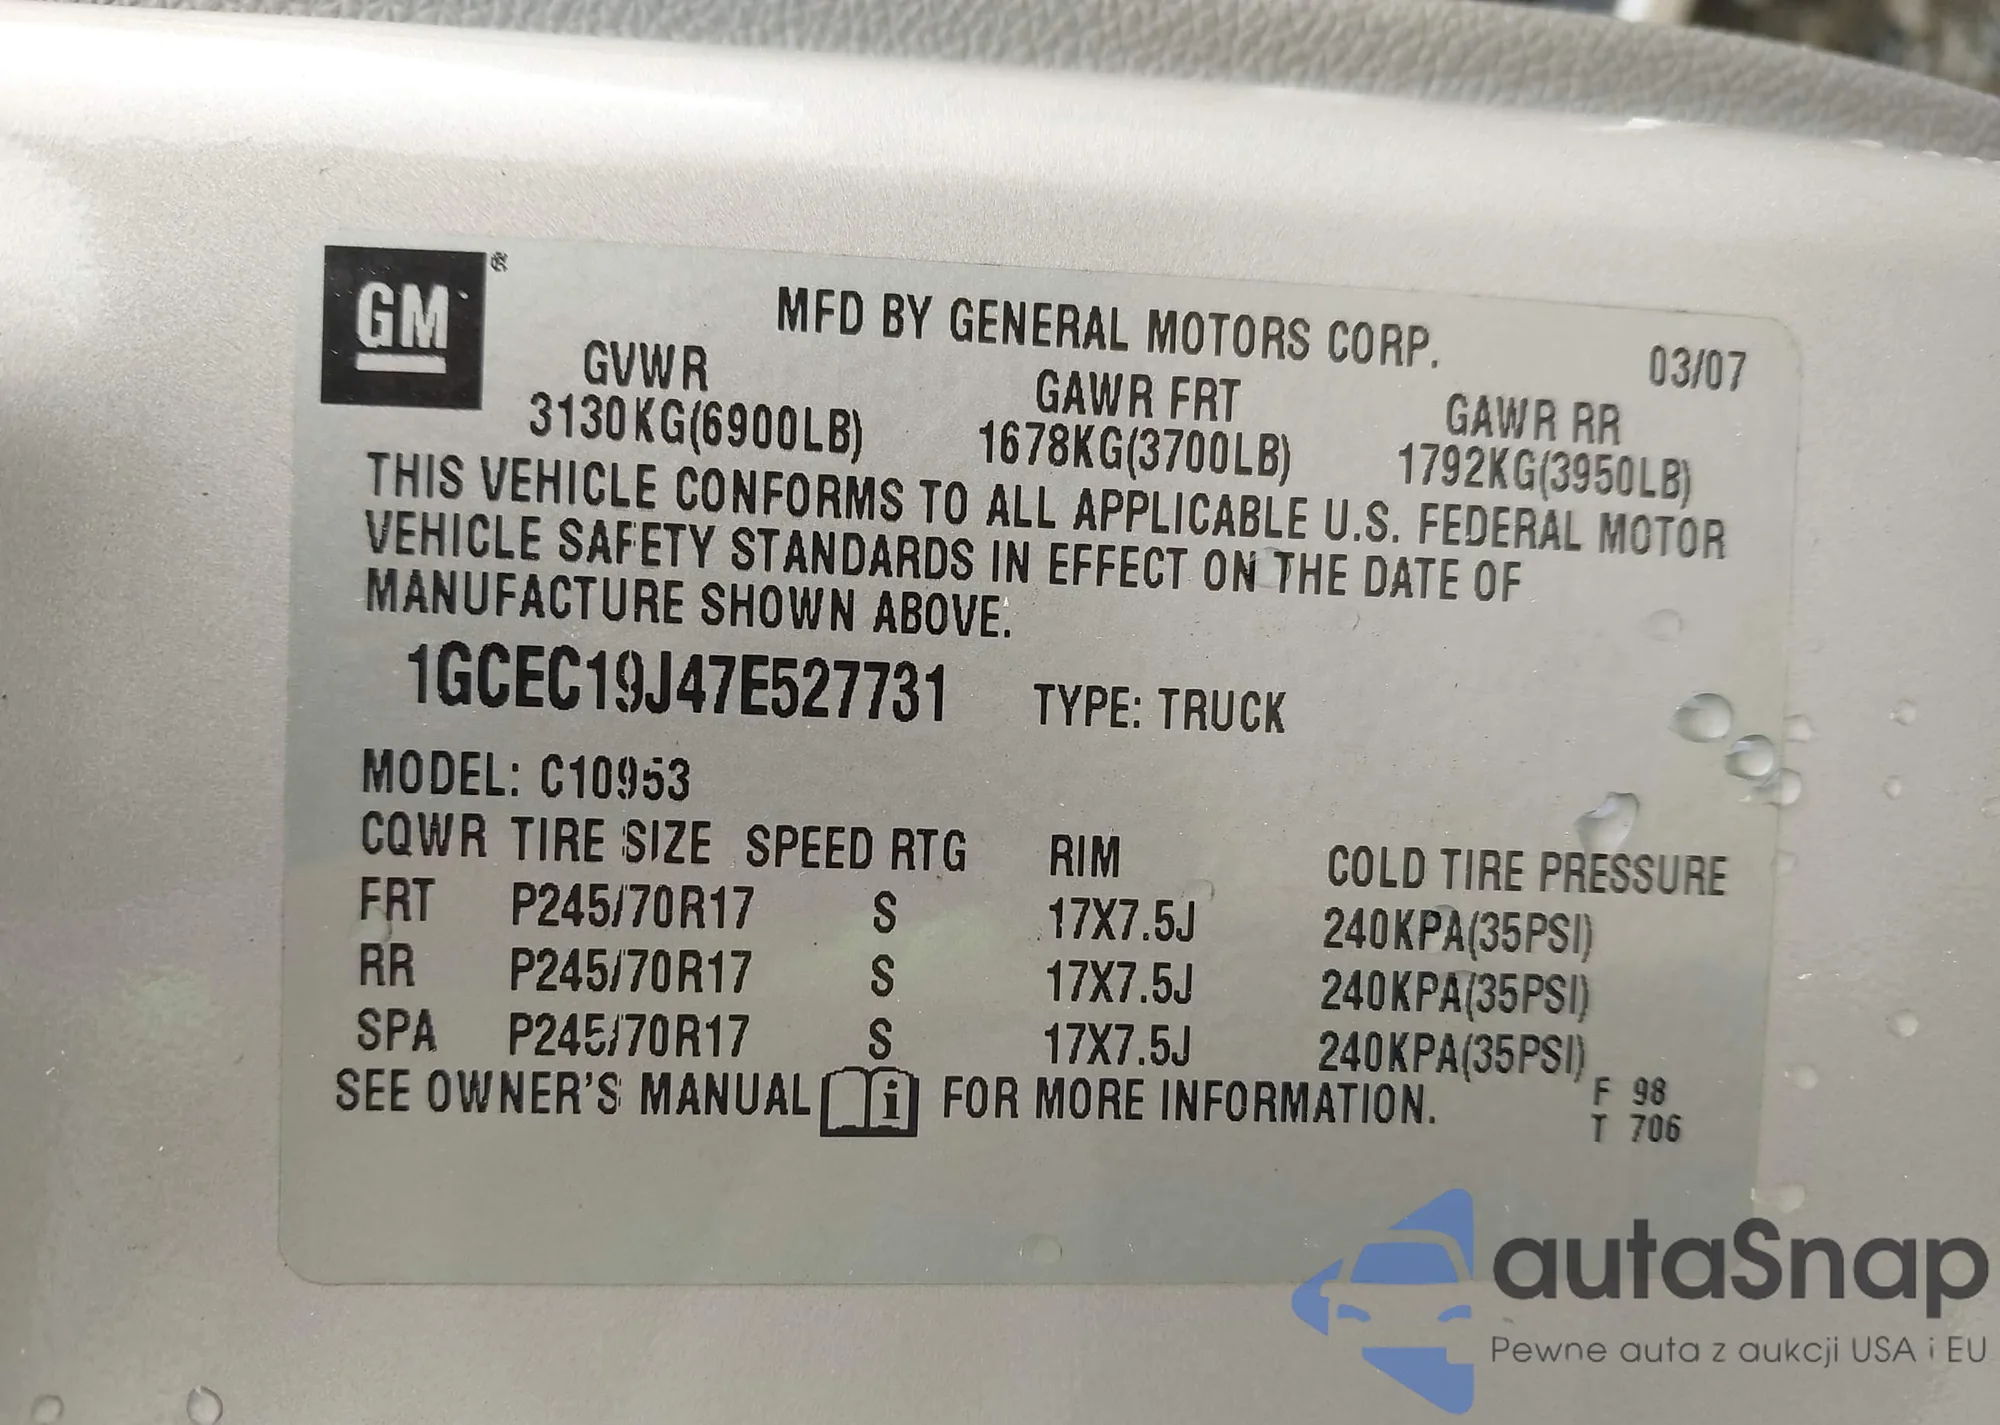 GM ®
MFD BY GENERAL MOTORS CORP. 03/07
GVWR GAWR FRT GAWR RR
3130KG(6900LB) 1678KG(3700LB) 1792KG(3950LB)
THIS VEHICLE CONFORMS TO ALL APPLICABLE U.S. FEDERAL MOTOR
VEHICLE SAFETY STANDARDS IN EFFECT ON THE DATE OF
MANUFACTURE SHOWN ABOVE.
1GCEC19J47E527731 TYPE: TRUCK
MODEL: C10953
CQWR TIRE SIZE SPEED RTG RIM COLD TIRE PRESSURE
FRT P245/70R17 S 17X7.5J 240KPA(35PSI)
RR P245/70R17 S 17X7.5J 240KPA(35PSI)
SPA P245/70R17 S 17X7.5J 240KPA(35PSI)
SEE OWNER'S MANUAL i FOR MORE INFORMATION.
F 98
T 706
autaSnap
Pewne auta z aukcji USA i EU